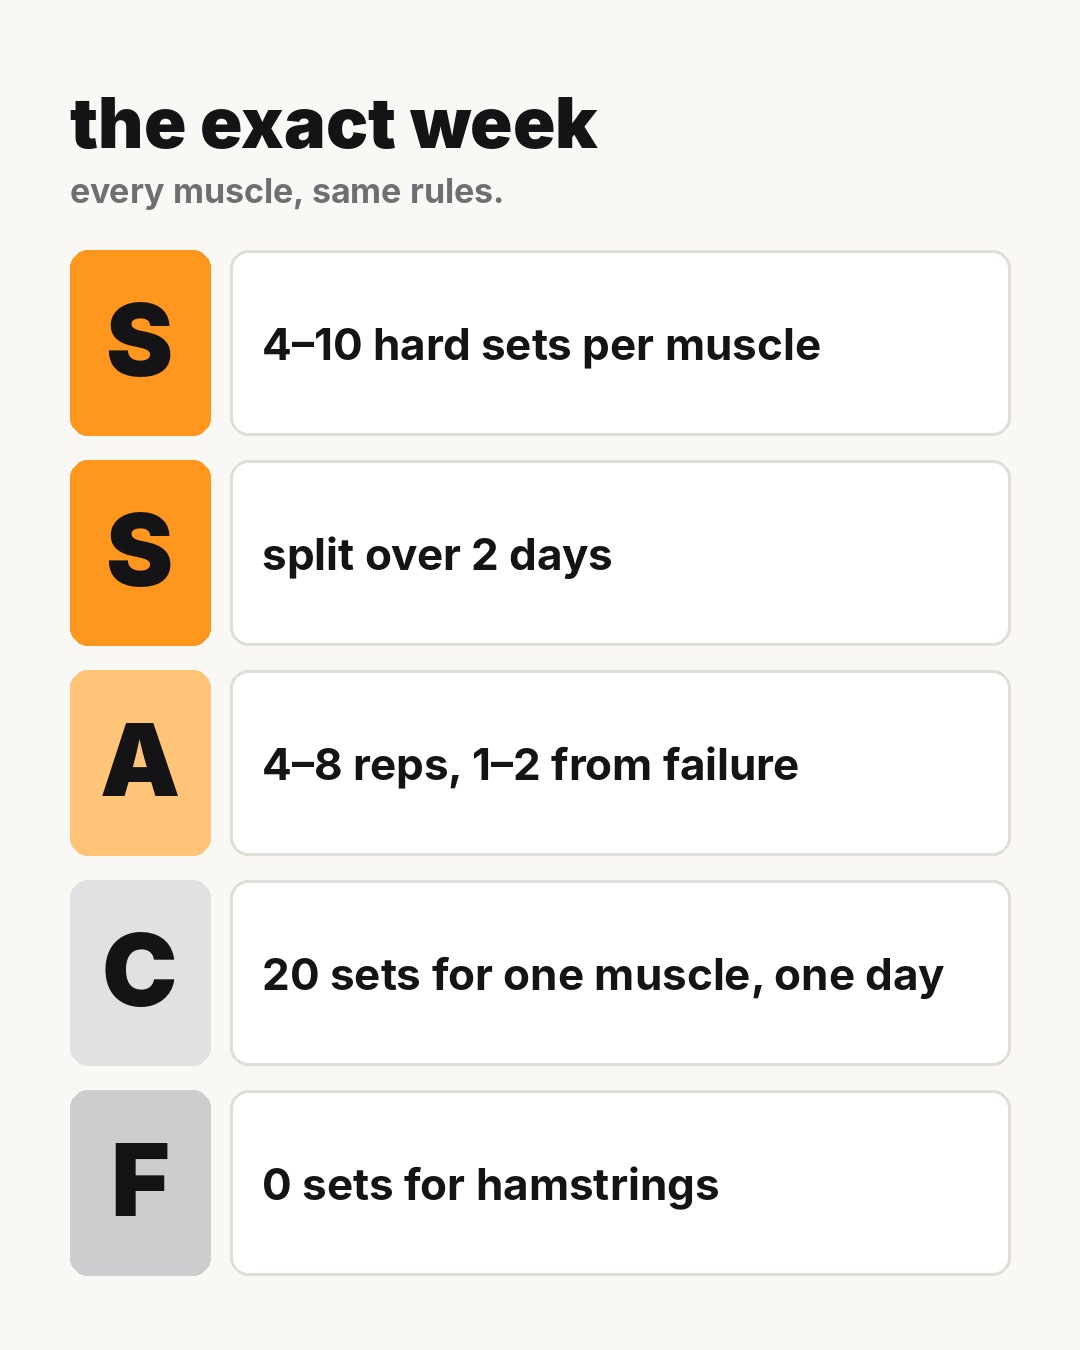 the exact week
every muscle, same rules.
S
4–10 hard sets per muscle
S
split over 2 days
A
4–8 reps, 1–2 from failure
C
20 sets for one muscle, one day
F
0 sets for hamstrings